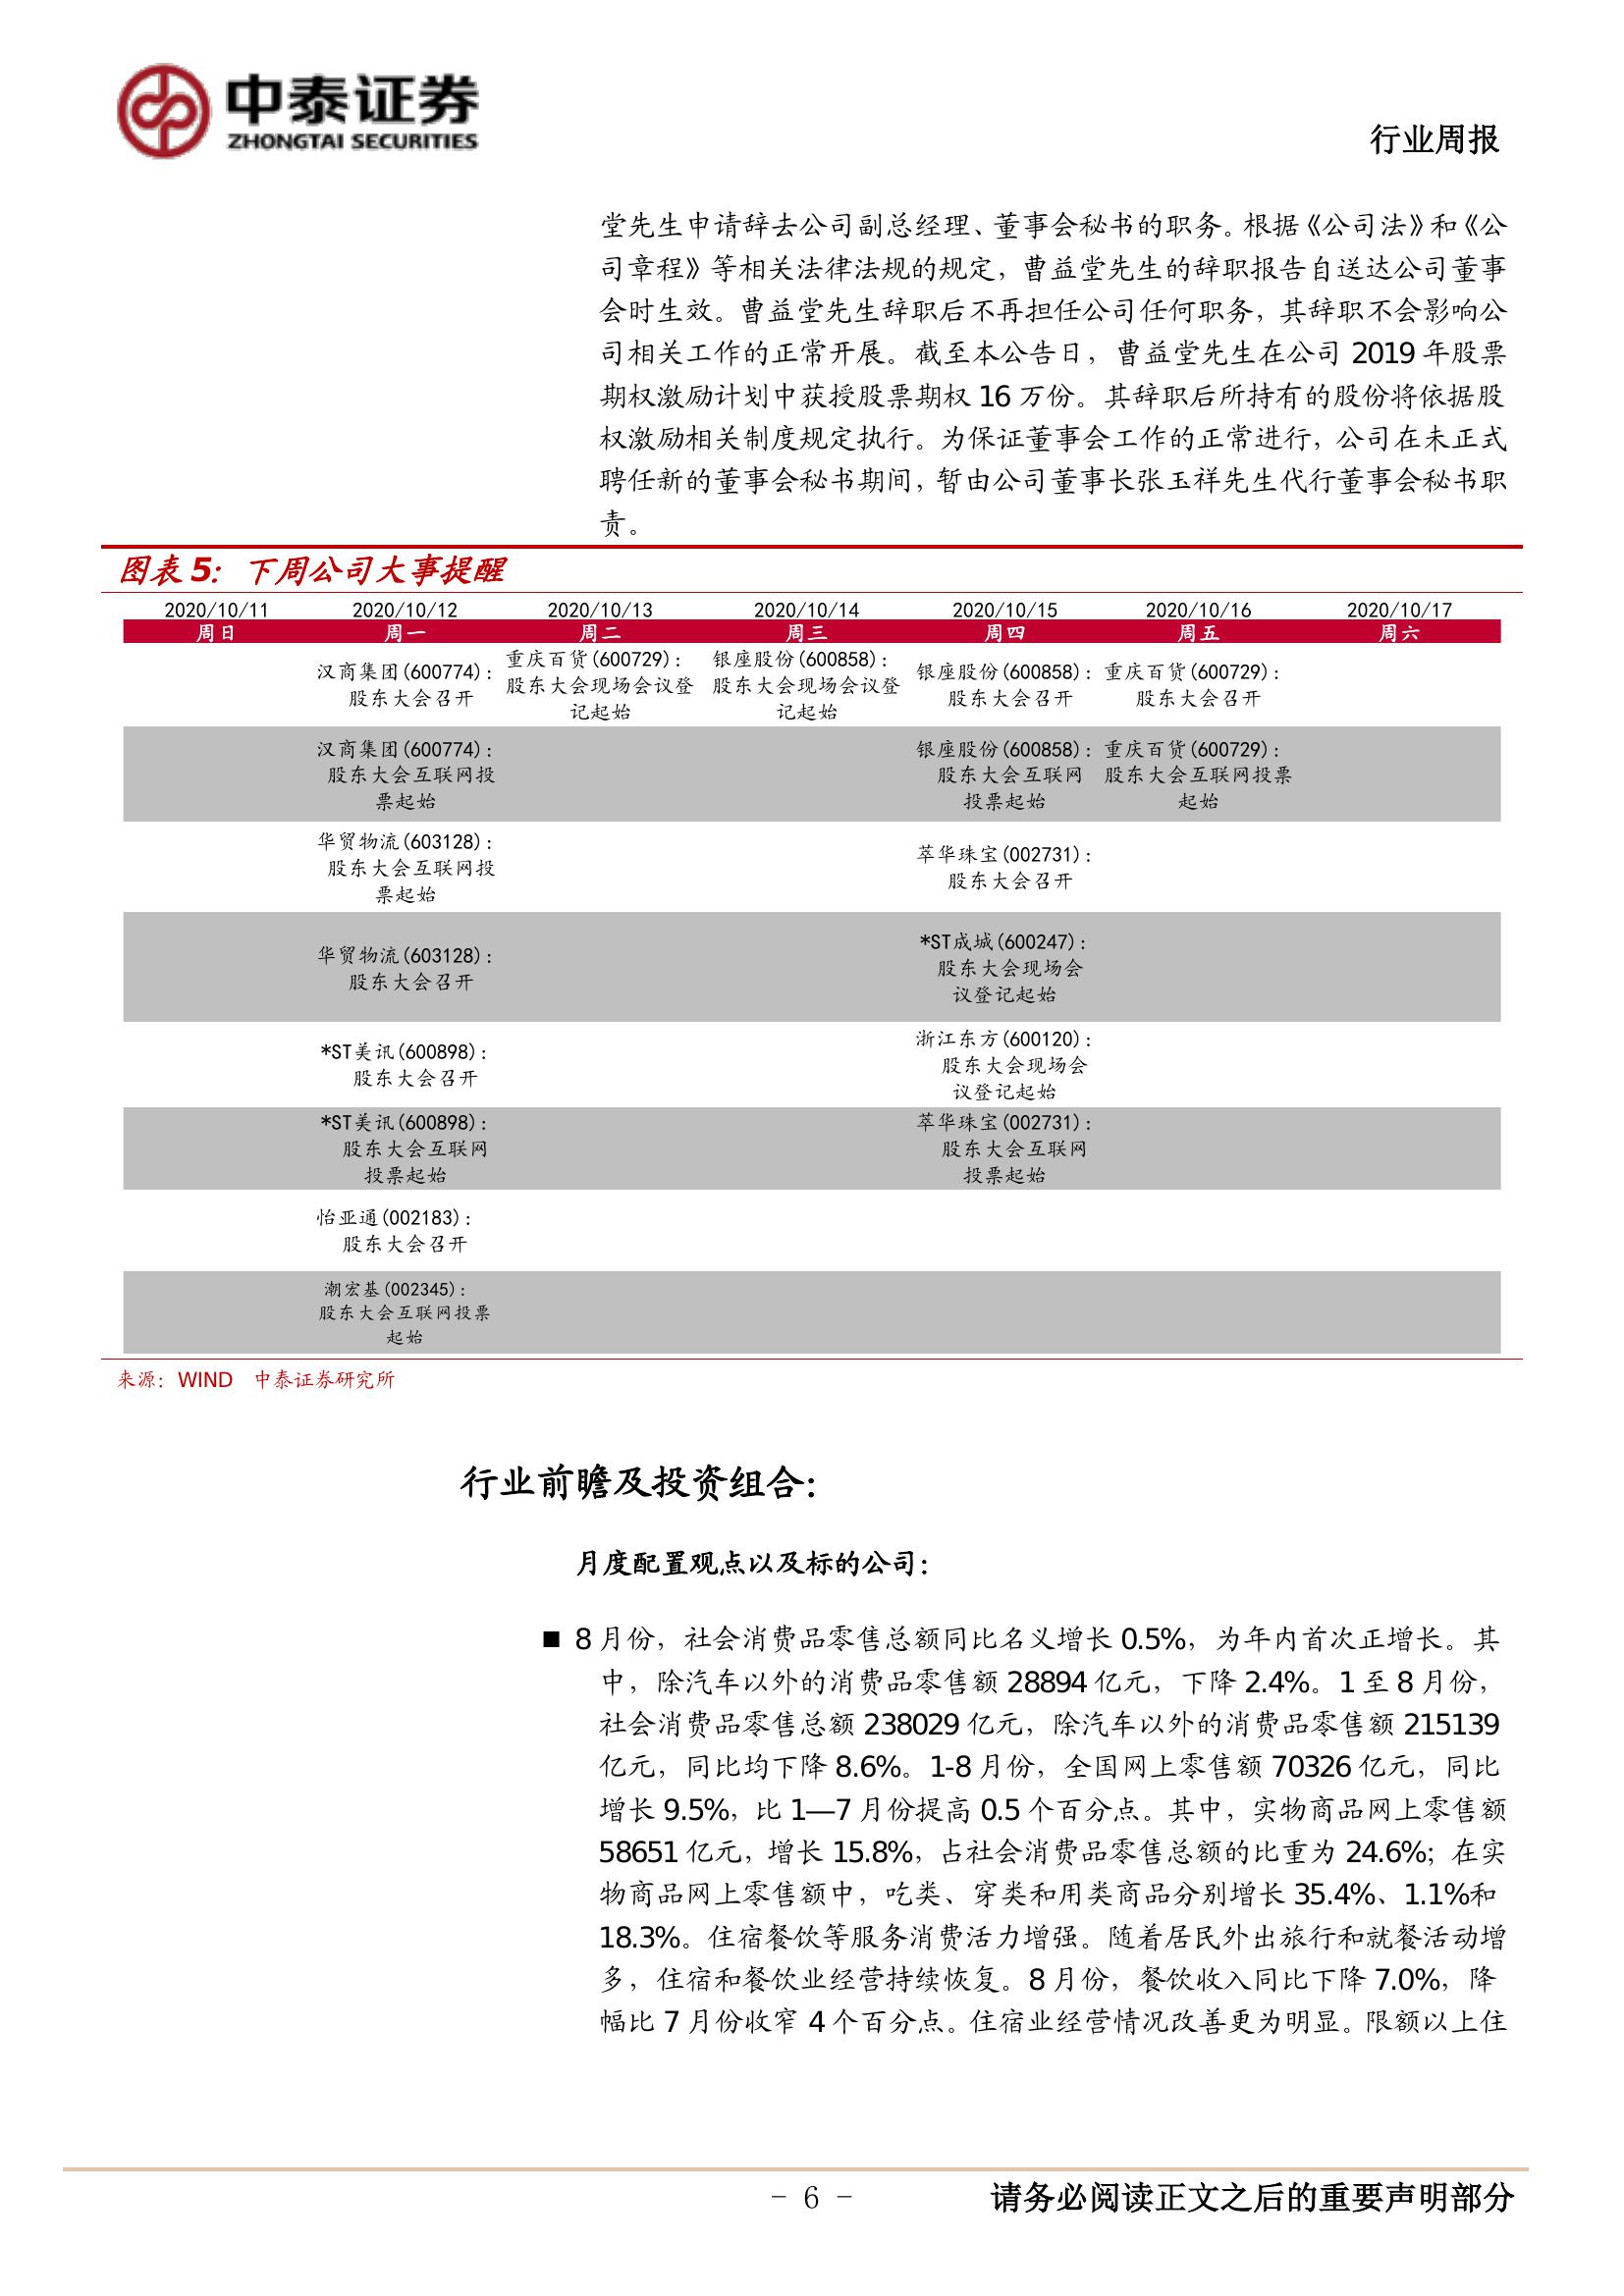 中泰证券
ZHONGTAI SECURITIES
行业周报
堂先生申请辞去公司副总经理、董事会秘书的职务。根据《公司法》和《公
司章程》等相关法律法规的规定，曹益堂先生的辞职报告自送达公司董事
会时生效。曹益堂先生辞职后不再担任公司任何职务，其辞职不会影响公
司相关工作的正常开展。截至本公告日，曹益堂先生在公司 2019 年股票
期权激励计划中获授股票期权 16 万份。其辞职后所持有的股份将依据股
权激励相关制度规定执行。为保证董事会工作的正常进行，公司在未正式
聘任新的董事会秘书期间，暂由公司董事长张玉祥先生代行董事会秘书职
责。
图表 5：下周公司大事提醒
2020/10/11 2020/10/12 2020/10/13 2020/10/14 2020/10/15 2020/10/16 2020/10/17
周日 周一 周二 周三 周四 周五 周六
汉商集团(600774)：
股东大会召开
重庆百货(600729)：
股东大会现场会议登
记起始
银座股份(600858)：
股东大会现场会议登
记起始
银座股份(600858)：
股东大会召开
重庆百货(600729)：
股东大会召开
汉商集团(600774)：
股东大会互联网投
票起始
银座股份(600858)：
股东大会互联网
投票起始
重庆百货(600729)：
股东大会互联网投票
起始
华贸物流(603128)：
股东大会互联网投
票起始
萃华珠宝(002731)：
股东大会召开
华贸物流(603128)：
股东大会召开
*ST成城(600247)：
股东大会现场会
议登记起始
*ST美讯(600898)：
股东大会召开
浙江东方(600120)：
股东大会现场会
议登记起始
*ST美讯(600898)：
股东大会互联网
投票起始
萃华珠宝(002731)：
股东大会互联网
投票起始
怡亚通(002183)：
股东大会召开
潮宏基(002345)：
股东大会互联网投票
起始
来源：WIND 中泰证券研究所
行业前瞻及投资组合：
月度配置观点以及标的公司：
■ 8 月份，社会消费品零售总额同比名义增长 0.5%，为年内首次正增长。其
中，除汽车以外的消费品零售额 28894 亿元，下降 2.4%。1 至 8 月份，
社会消费品零售总额 238029 亿元，除汽车以外的消费品零售额 215139
亿元，同比均下降 8.6%。1-8 月份，全国网上零售额 70326 亿元，同比
增长 9.5%，比 1—7 月份提高 0.5 个百分点。其中，实物商品网上零售额
58651 亿元，增长 15.8%，占社会消费品零售总额的比重为 24.6%；在实
物商品网上零售额中，吃类、穿类和用类商品分别增长 35.4%、1.1%和
18.3%。住宿餐饮等服务消费活力增强。随着居民外出旅行和就餐活动增
多，住宿和餐饮业经营持续恢复。8 月份，餐饮收入同比下降 7.0%，降
幅比 7 月份收窄 4 个百分点。住宿业经营情况改善更为明显。限额以上住
- 6 -
请务必阅读正文之后的重要声明部分